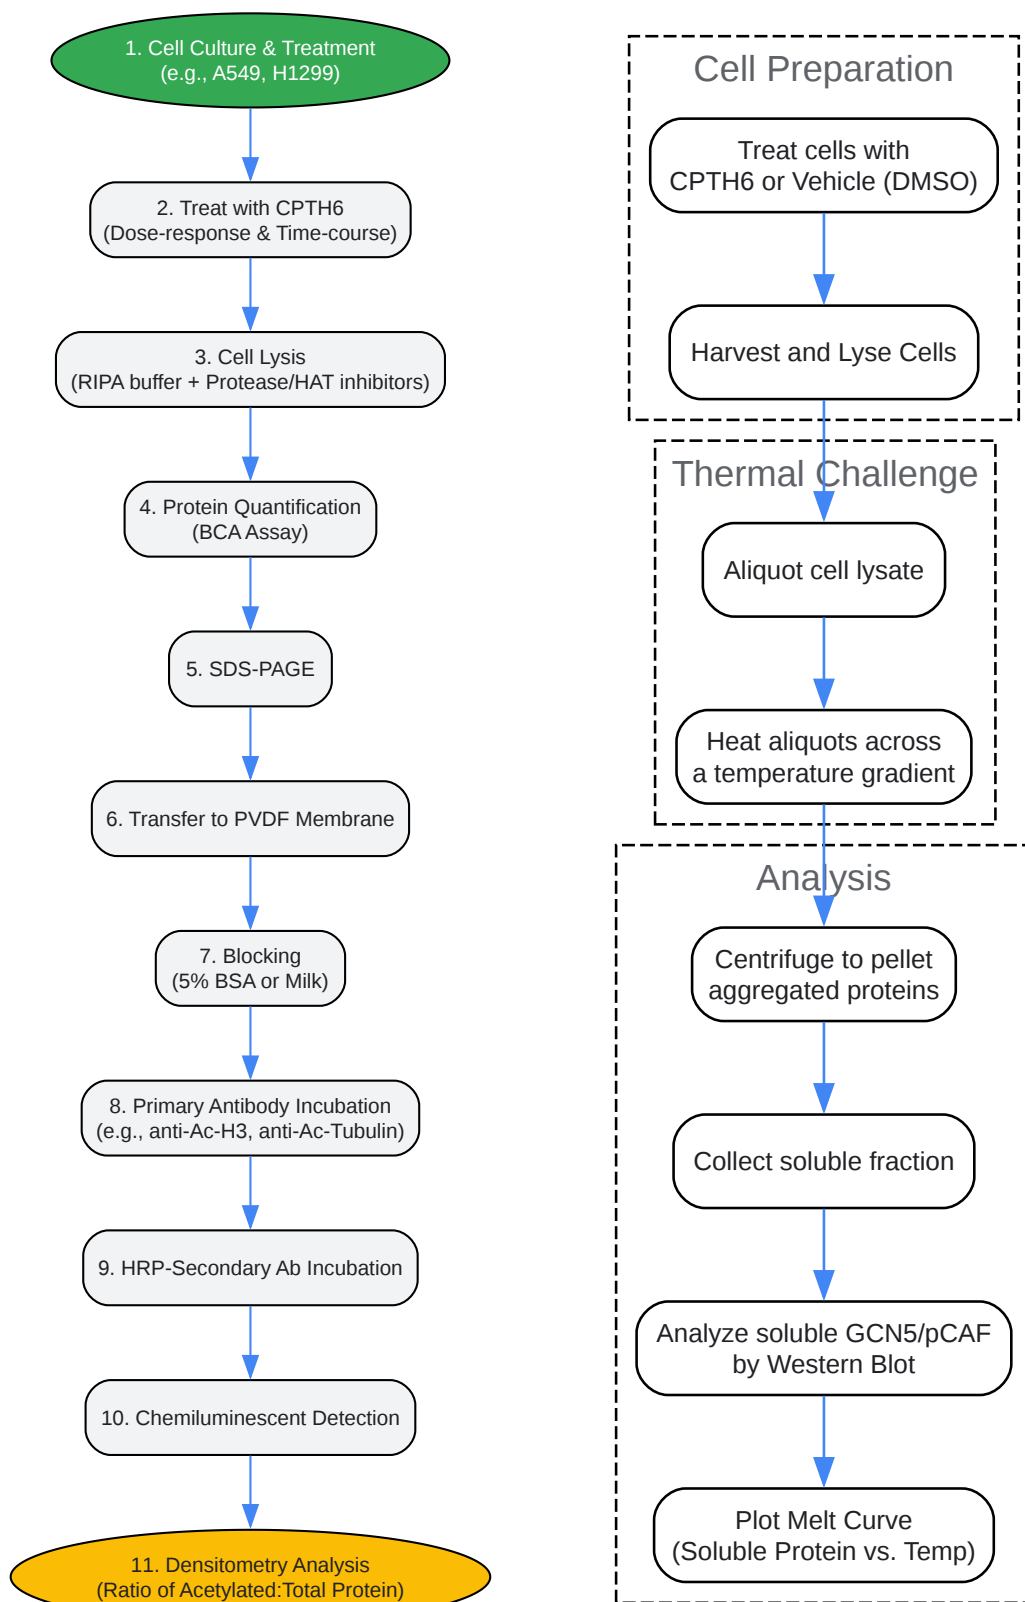 1. Cell Culture & Treatment
(e.g., A549, H1299)
2. Treat with CPTH6
(Dose-response & Time-course)
3. Cell Lysis
(RIPA buffer + Protease/HAT inhibitors)
4. Protein Quantification
(BCA Assay)
5. SDS-PAGE
6. Transfer to PVDF Membrane
7. Blocking
(5% BSA or Milk)
8. Primary Antibody Incubation
(e.g., anti-Ac-H3, anti-Ac-Tubulin)
9. HRP-Secondary Ab Incubation
10. Chemiluminescent Detection
11. Densitometry Analysis
(Ratio of Acetylated:Total Protein)
Cell Preparation
Treat cells with
CPTH6 or Vehicle (DMSO)
Harvest and Lyse Cells
Thermal Challenge
Aliquot cell lysate
Heat aliquots across
a temperature gradient
Analysis
Centrifuge to pellet
aggregated proteins
Collect soluble fraction
Analyze soluble GCN5/pCAF
by Western Blot
Plot Melt Curve
(Soluble Protein vs. Temp)